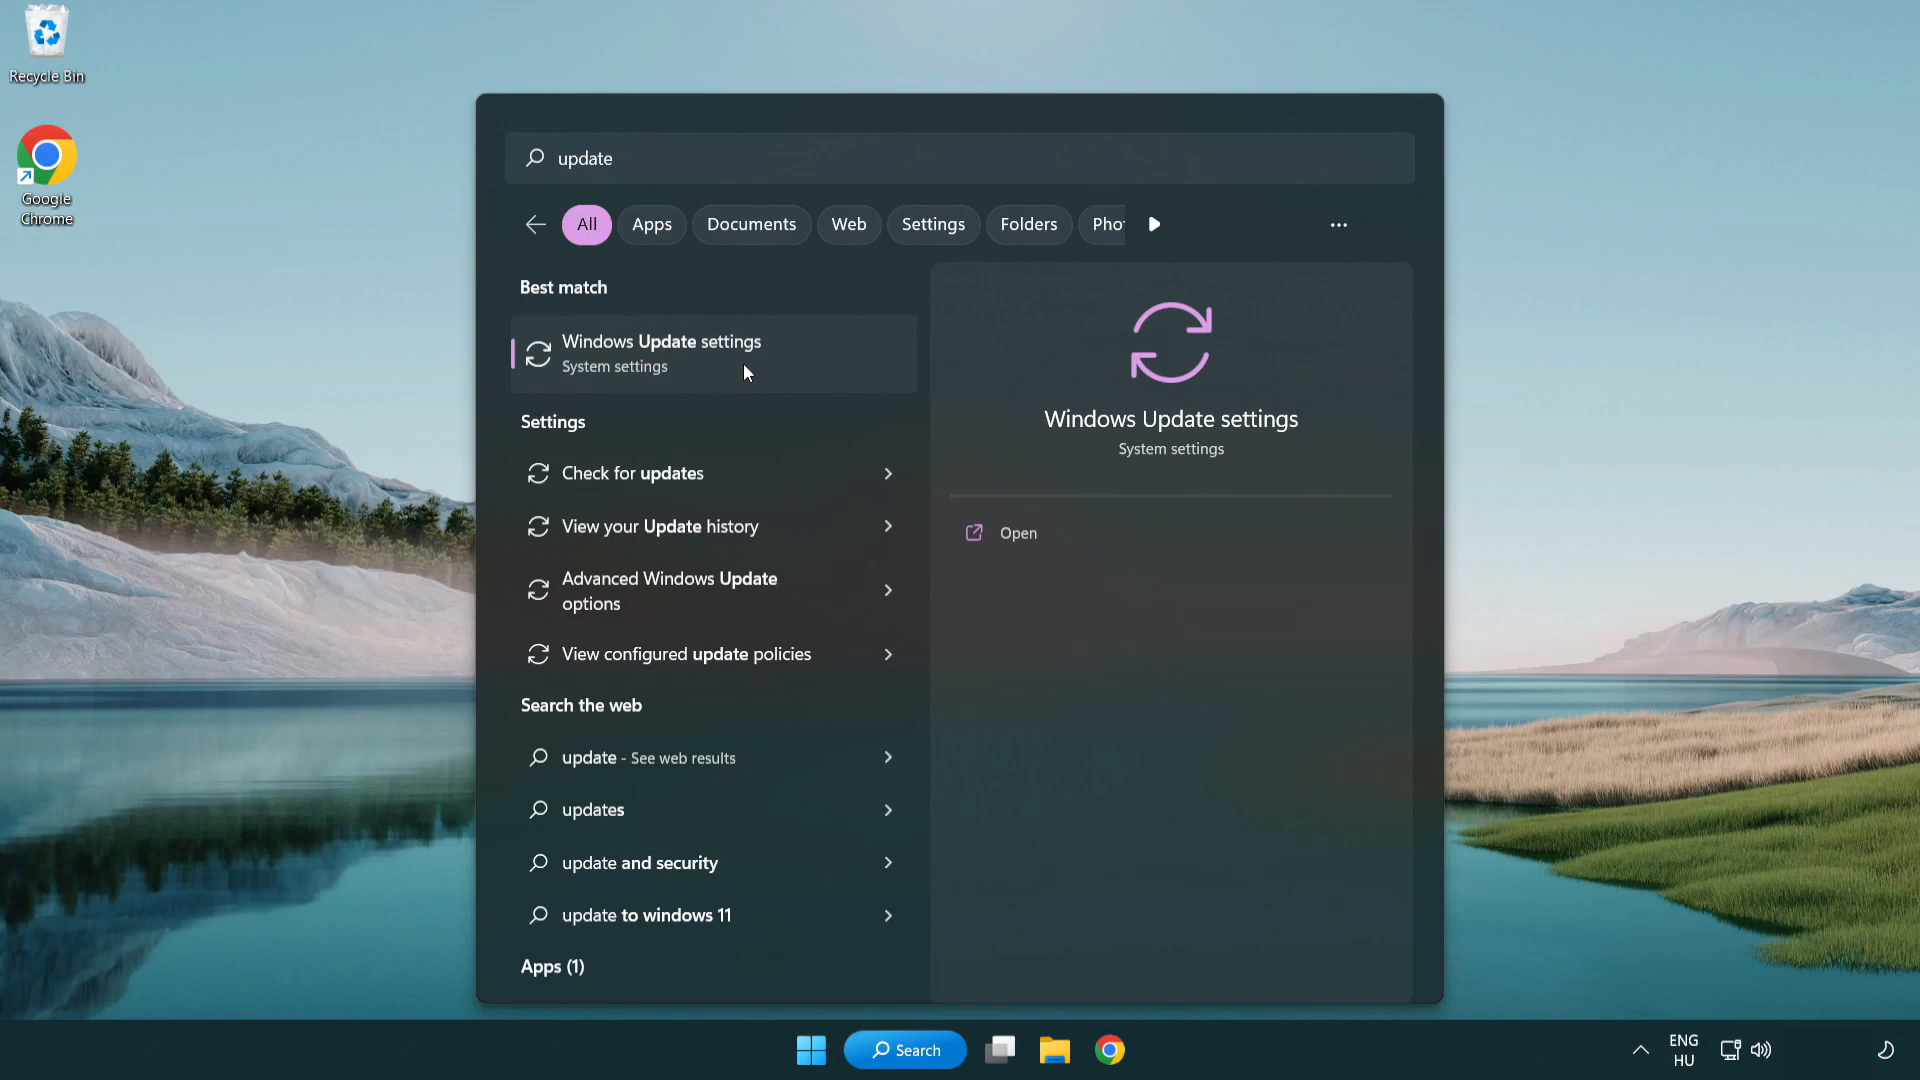 Recycle Bin
Google
Chrome
update
All
Apps
Documents
Web
Settings
Folders
Pho
Best match
Windows Update settings
System settings
Settings
Check for updates
View your Update history
Advanced Windows Update
options
View configured update policies
Search the web
update - See web results
updates
update and security
update to windows 11
Apps (1)
Windows Update settings
System settings
Open
Search
ENG
HU